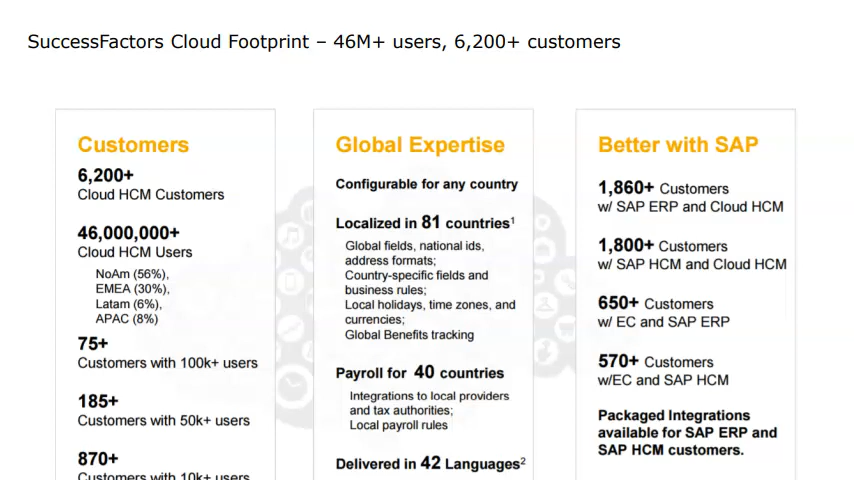 SuccessFactors Cloud Footprint – 46M+ users, 6,200+ customers
Customers
6,200+
Cloud HCM Customers
46,000,000+
Cloud HCM Users
NoAm (56%),
EMEA (30%),
Latam (6%),
APAC (8%)
75+
Customers with 100k+ users
185+
Customers with 50k+ users
870+
Customers with 10k+ users
Global Expertise
Configurable for any country
Localized in 81 countries¹
Global fields, national ids,
address formats;
Country-specific fields and
business rules;
Local holidays, time zones, and
currencies;
Global Benefits tracking
Payroll for 40 countries
Integrations to local providers
and tax authorities;
Local payroll rules
Delivered in 42 Languages²
Better with SAP
1,860+ Customers
w/ SAP ERP and Cloud HCM
1,800+ Customers
w/ SAP HCM and Cloud HCM
650+ Customers
w/ EC and SAP ERP
570+ Customers
w/EC and SAP HCM
Packaged Integrations
available for SAP ERP and
SAP HCM customers.